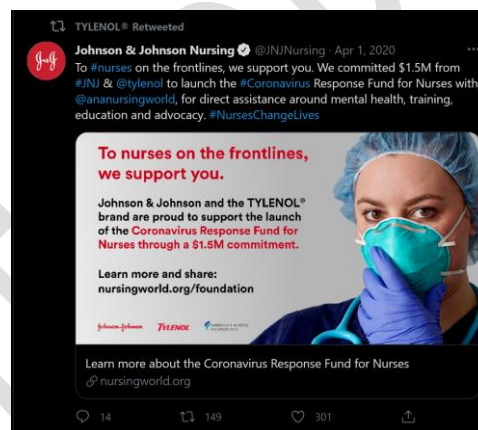 TYLENOL® Retweeted
Johnson & Johnson Nursing @JNJNursing · Apr 1, 2020
To #nurses on the frontlines, we support you. We committed $1.5M from
#JNJ & @tylenol to launch the #Coronavirus Response Fund for Nurses with
@ananursingworld, for direct assistance around mental health, training,
education and advocacy. #NursesChangeLives
To nurses on the frontlines,
we support you.
Johnson & Johnson and the TYLENOL®
brand are proud to support the launch
of the Coronavirus Response Fund for
Nurses through a $1.5M commitment.
Learn more and share:
nursingworld.org/foundation
Johnson & Johnson TYLENOL
Learn more about the Coronavirus Response Fund for Nurses
nursingworld.org
14 149 301